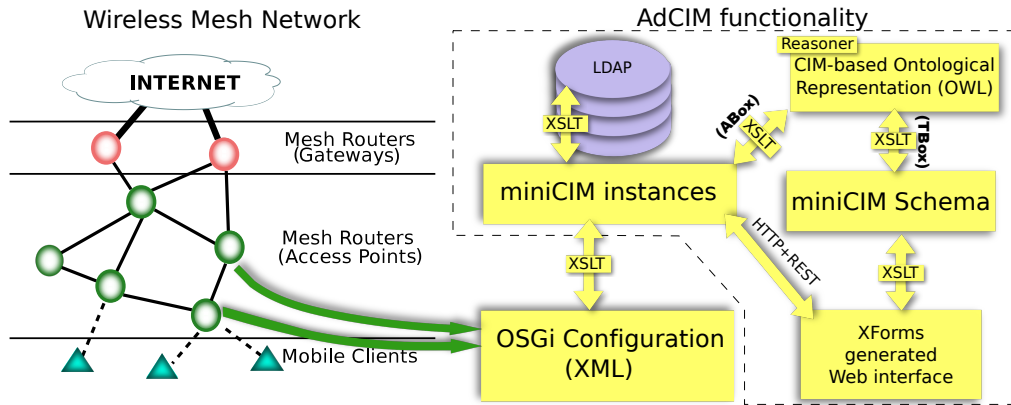 Wireless Mesh Network
INTERNET
Mesh Routers
(Gateways)
Mesh Routers
(Access Points)
Mobile Clients
AdCIM functionality
LDAP
XSLT
miniCIM instances
XSLT
OSGi Configuration
(XML)
(ABox)
XSLT
Reasoner
CIM-based Ontological
Representation (OWL)
XSLT
(TBox)
miniCIM Schema
HTTP+REST
XSLT
XForms
generated
Web interface